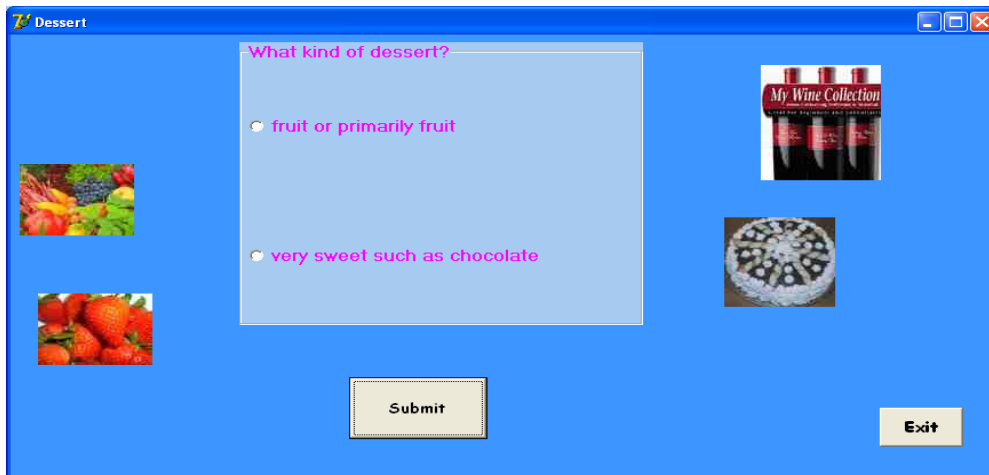 Dessert
What kind of dessert?
My Wine Collection
fruit or primarily fruit
very sweet such as chocolate
Submit
Exit